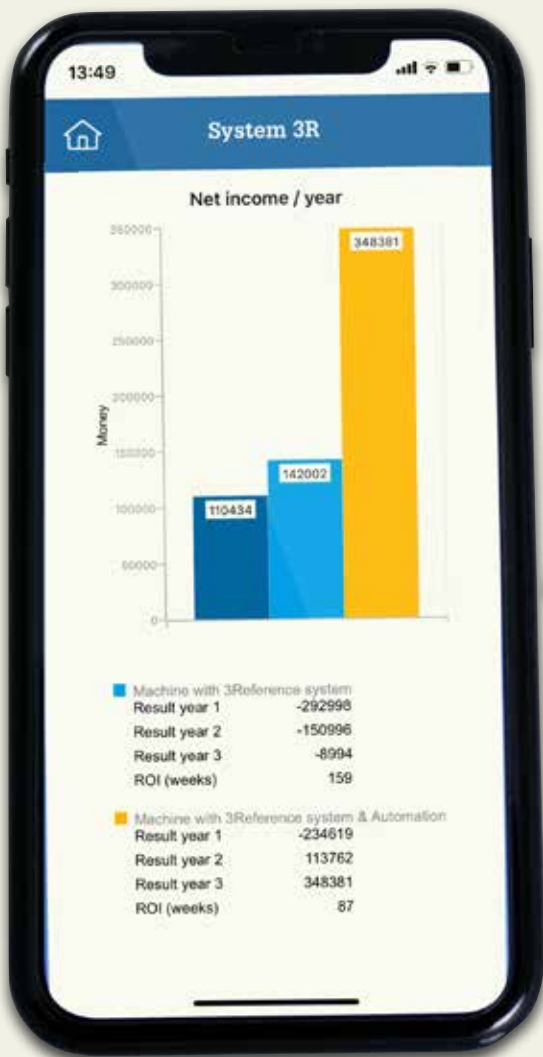 13:49
System 3R
Net income / year
350000
348381
300000
250000
200000
Money
150000
142002
110434
100000
50000
0
Machine with 3Reference system
Result year 1 -292998
Result year 2 -150996
Result year 3 -8994
ROI (weeks) 159
Machine with 3Reference system & Automation
Result year 1 -234619
Result year 2 113762
Result year 3 348381
ROI (weeks) 87